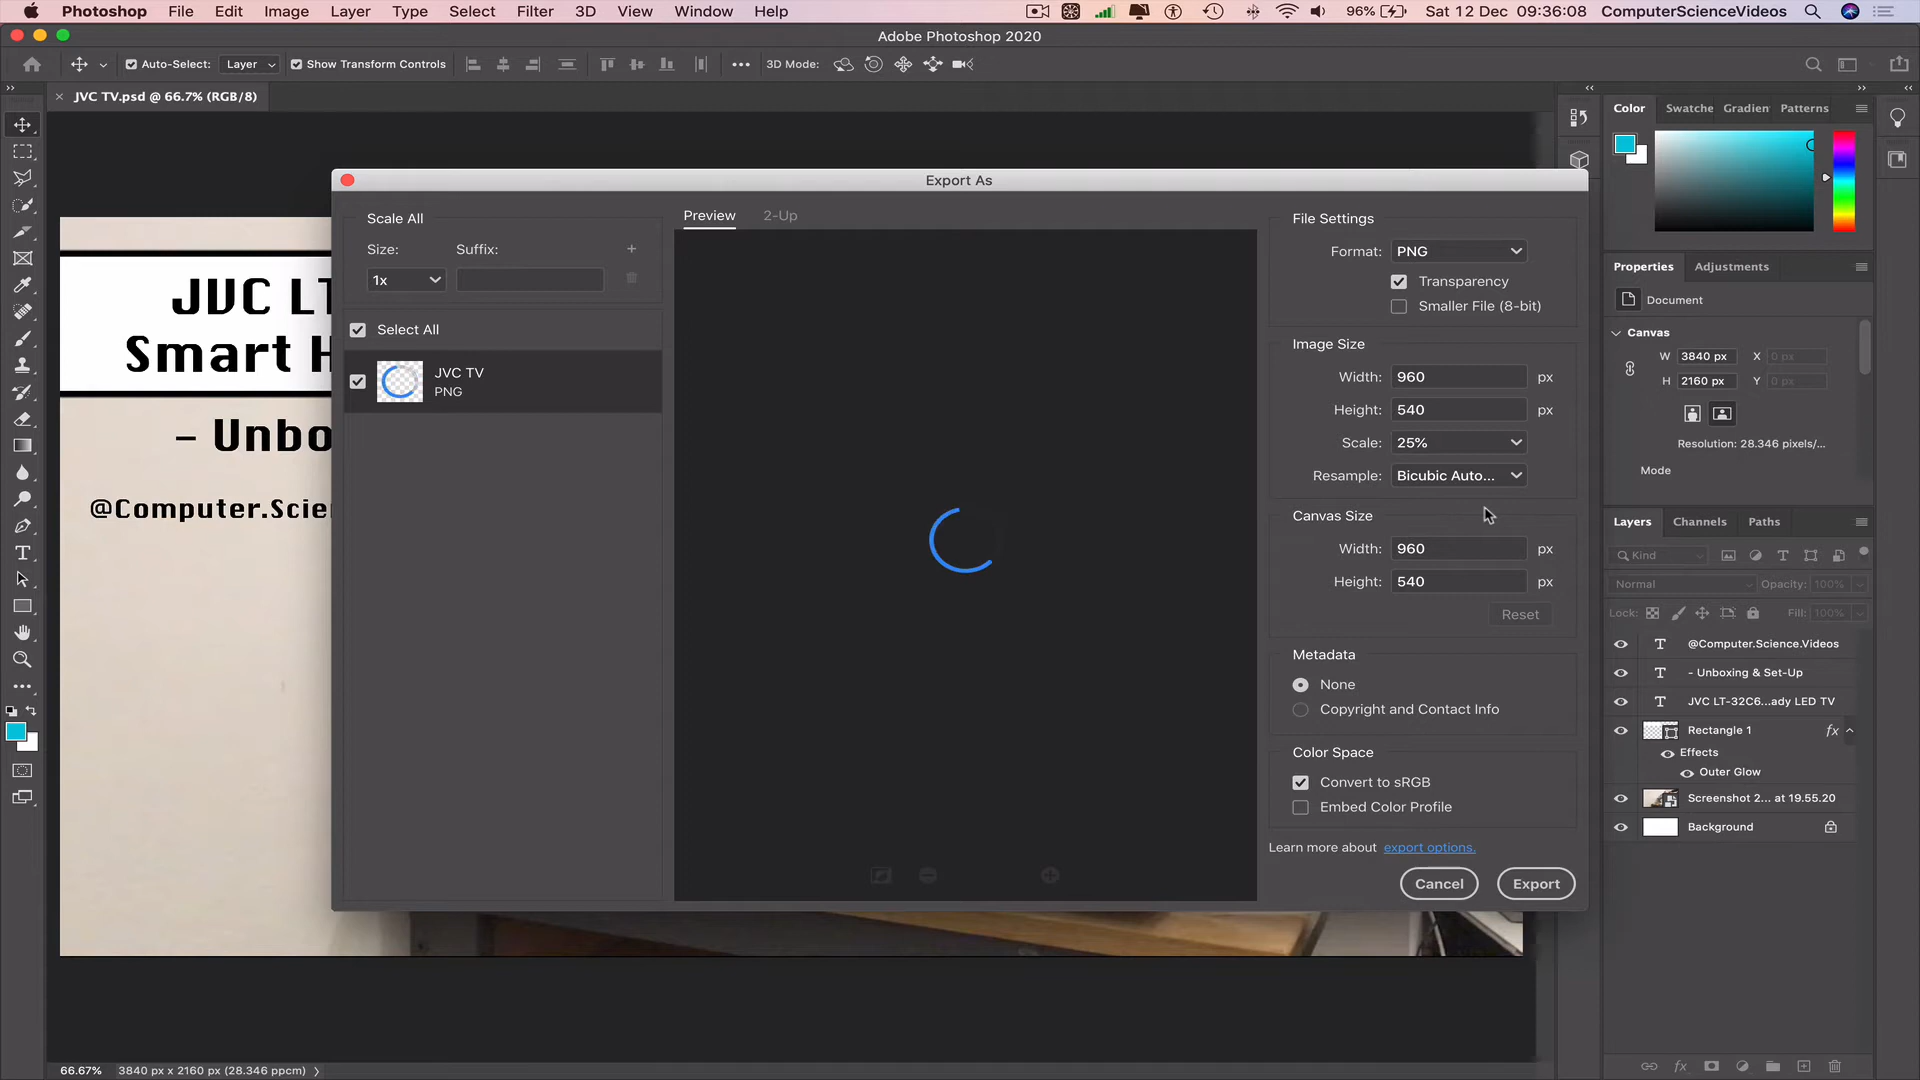 Photoshop File Edit Image Layer Type Select Filter 3D View Window Help 96% Sat 12 Dec 09:36:08 ComputerScienceVideos
Adobe Photoshop 2020
Auto-Select: Layer Show Transform Controls 3D Mode:
JVC TV.psd @ 66.7% (RGB/8)
JVC LT
Smart H
- Unbo
@Computer.Scie
Export As
Scale All
Size: Suffix:
1x
Select All
JVC TV
PNG
Preview 2-Up
File Settings
Format: PNG
Transparency
Smaller File (8-bit)
Image Size
Width: 960 px
Height: 540 px
Scale: 25%
Resample: Bicubic Auto...
Canvas Size
Width: 960 px
Height: 540 px
Reset
Metadata
None
Copyright and Contact Info
Color Space
Convert to sRGB
Embed Color Profile
Learn more about export options.
Cancel Export
Color Swatche Gradien Patterns
Properties Adjustments
Document
Canvas
W 3840 px X 0 px
H 2160 px Y 0 px
Resolution: 28.346 pixels/...
Mode
Layers Channels Paths
Kind
Normal Opacity: 100%
Lock: Fill: 100%
@Computer.Science.Videos
- Unboxing & Set-Up
JVC LT-32C6...ady LED TV
Rectangle 1 fx
Effects
Outer Glow
Screenshot 2... at 19.55.20
Background
66.67% 3840 px x 2160 px (28.346 ppcm)
fx